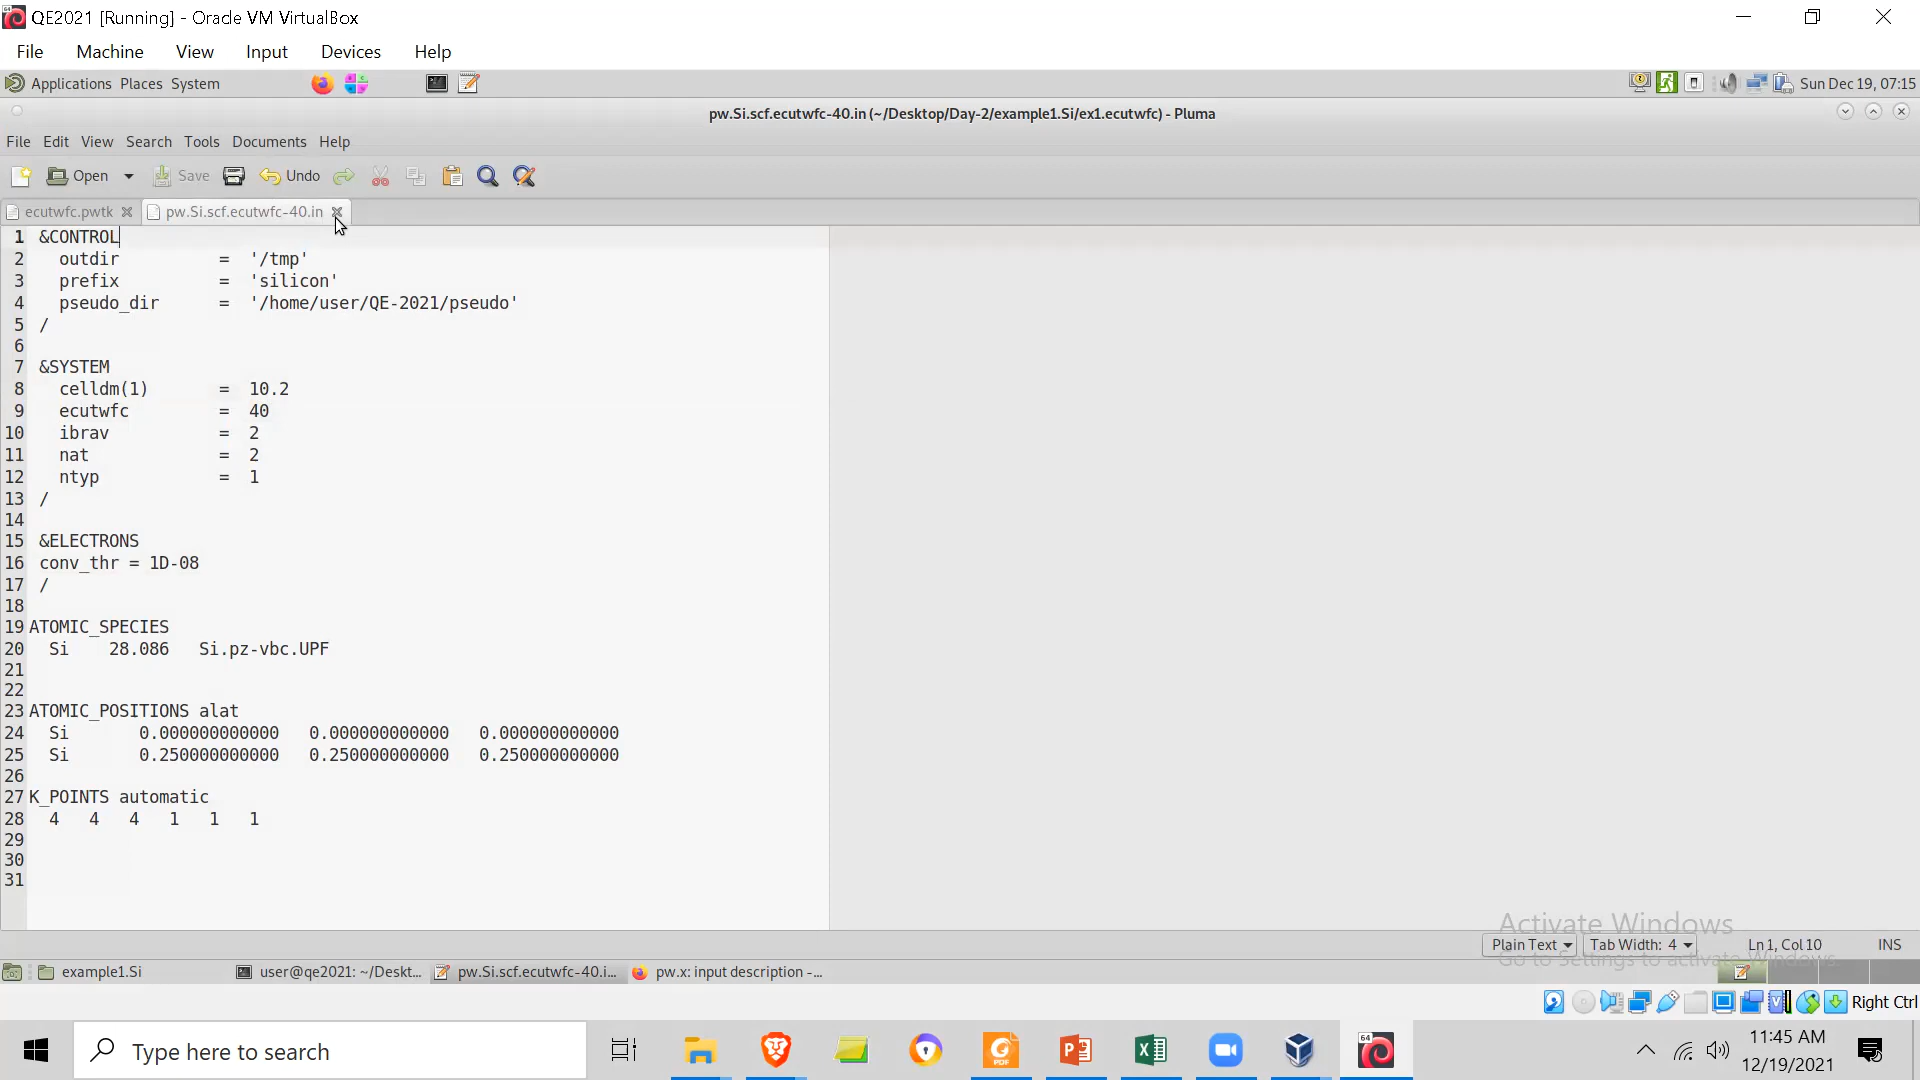 QE2021 [Running] - Oracle VM VirtualBox
File Machine View Input Devices Help
Applications Places System
Sun Dec 19, 07:15
pw.Si.scf.ecutwfc-40.in (~/Desktop/Day-2/example1.Si/ex1.ecutwfc) - Pluma
File Edit View Search Tools Documents Help
Open Save Undo
ecutwfc.pwtk pw.Si.scf.ecutwfc-40.in
1 &CONTROL
2 outdir = '/tmp'
3 prefix = 'silicon'
4 pseudo_dir = '/home/user/QE-2021/pseudo'
5 /
6
7 &SYSTEM
8 celldm(1) = 10.2
9 ecutwfc = 40
10 ibrav = 2
11 nat = 2
12 ntyp = 1
13 /
14
15 &ELECTRONS
16 conv_thr = 1D-08
17 /
18
19 ATOMIC_SPECIES
20 Si 28.086 Si.pz-vbc.UPF
21
22
23 ATOMIC_POSITIONS alat
24 Si 0.000000000000 0.000000000000 0.000000000000
25 Si 0.250000000000 0.250000000000 0.250000000000
26
27 K_POINTS automatic
28 4 4 4 1 1 1
29
30
31
Activate Windows
Plain Text Tab Width: 4 Ln 1, Col 10 INS
Go to Settings to activate Windows.
example1.Si user@qe2021: ~/Deskt... pw.Si.scf.ecutwfc-40.i... pw.x: input description -...
Right Ctrl
Type here to search
64
11:45 AM
12/19/2021